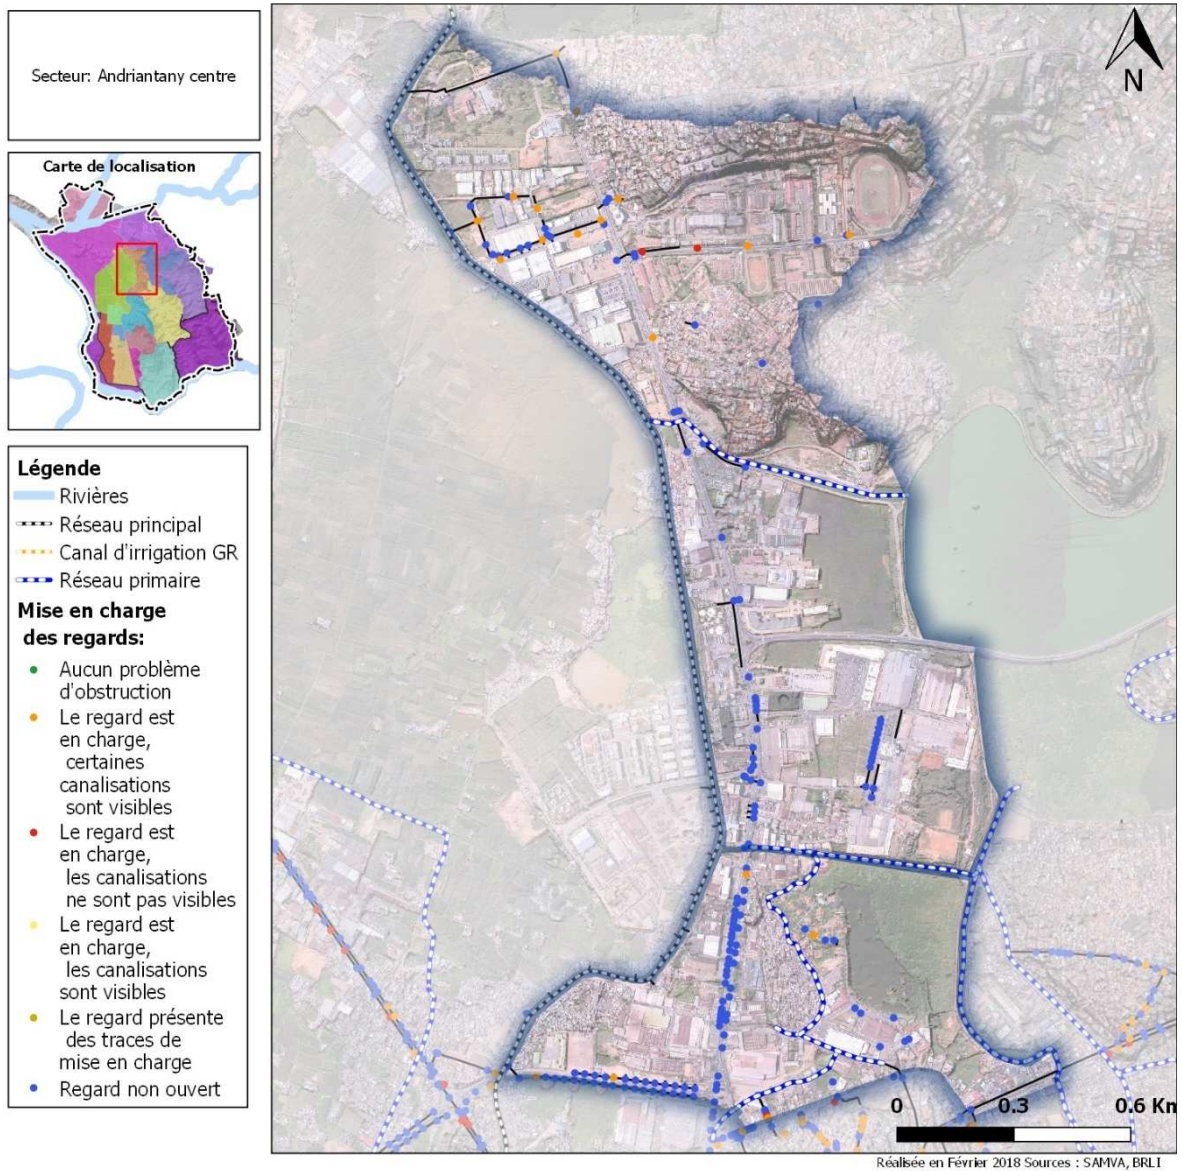 Secteur: Andriantany centre
Carte de localisation
Légende
Rivières
Réseau principal
Canal d'irrigation GR
Réseau primaire
Mise en charge
des regards:
Aucun problème
d'obstruction
Le regard est
en charge,
certaines
canalisations
sont visibles
Le regard est
en charge,
les canalisations
ne sont pas visibles
Le regard est
en charge,
les canalisations
sont visibles
Le regard présente
des traces de
mise en charge
Regard non ouvert
N
0 0.3 0.6 Km
Réalisée en Février 2018 Sources : SAMVA, BRLI